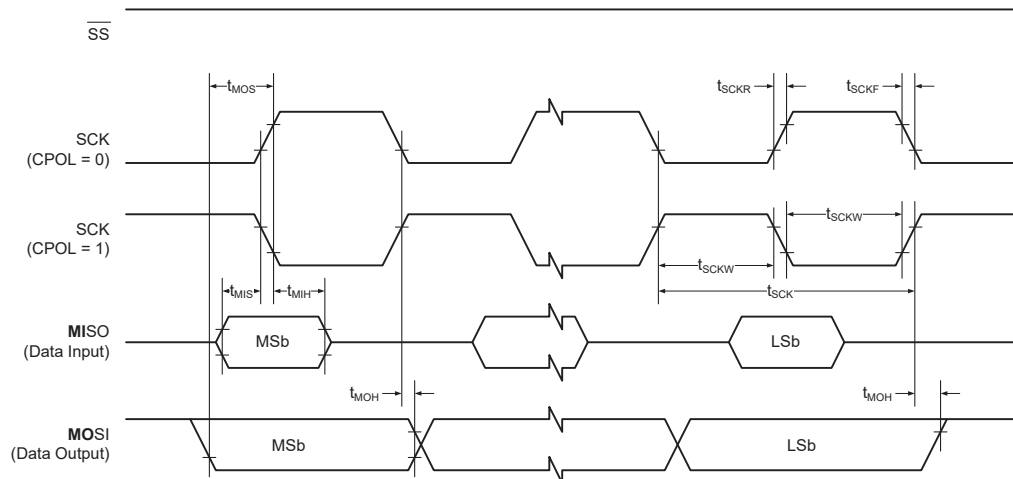 SS
tMOS
tSCKR
tSCKF
SCK
(CPOL = 0)
SCK
(CPOL = 1)
tSCKW
tSCKW
tSCK
tMIS
tMIH
MISO
(Data Input)
MSb
LSb
tMOH
tMOH
MOSI
(Data Output)
MSb
LSb